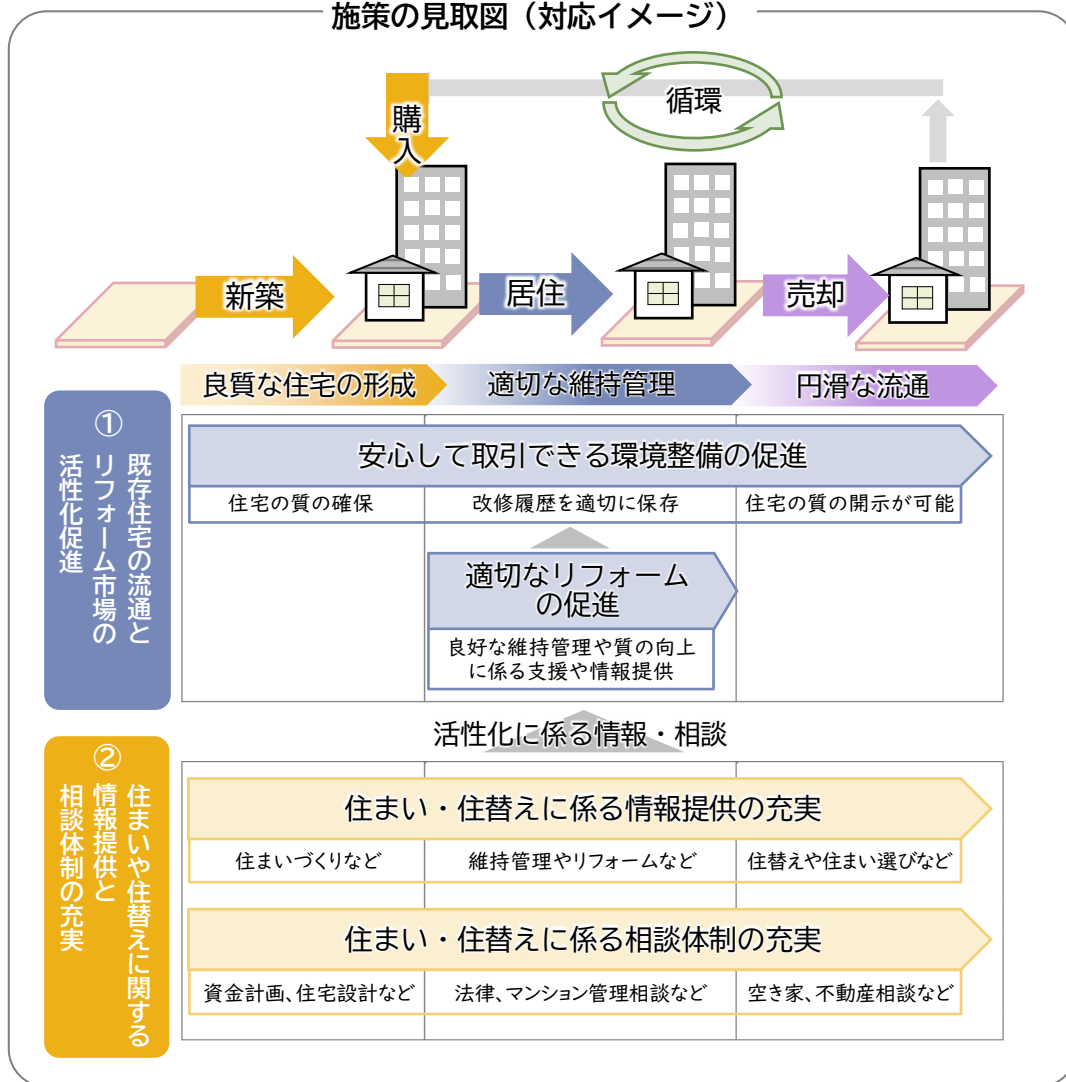 施策の見取図（対応イメージ）
循環
購
入
新築
居住
売却
良質な住宅の形成
適切な維持管理
円滑な流通
①
既存住宅の流通と
リフォーム市場の
活性化促進
安心して取引できる環境整備の促進
住宅の質の確保
改修履歴を適切に保存
住宅の質の開示が可能
適切なリフォーム
の促進
良好な維持管理や質の向上
に係る支援や情報提供
活性化に係る情報・相談
②
住まいや住替えに関する
情報提供と
相談体制の充実
住まい・住替えに係る情報提供の充実
住まいづくりなど
維持管理やリフォームなど
住替えや住まい選びなど
住まい・住替えに係る相談体制の充実
資金計画、住宅設計など
法律、マンション管理相談など
空き家、不動産相談など